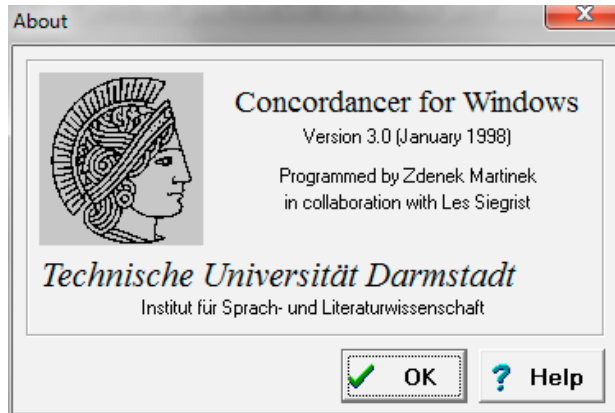 About
X
Concordancer for Windows
Version 3.0 (January 1998)
Programmed by Zdenek Martinek
in collaboration with Les Siegrist
Technische Universität Darmstadt
Institut für Sprach- und Literaturwissenschaft
OK
? Help